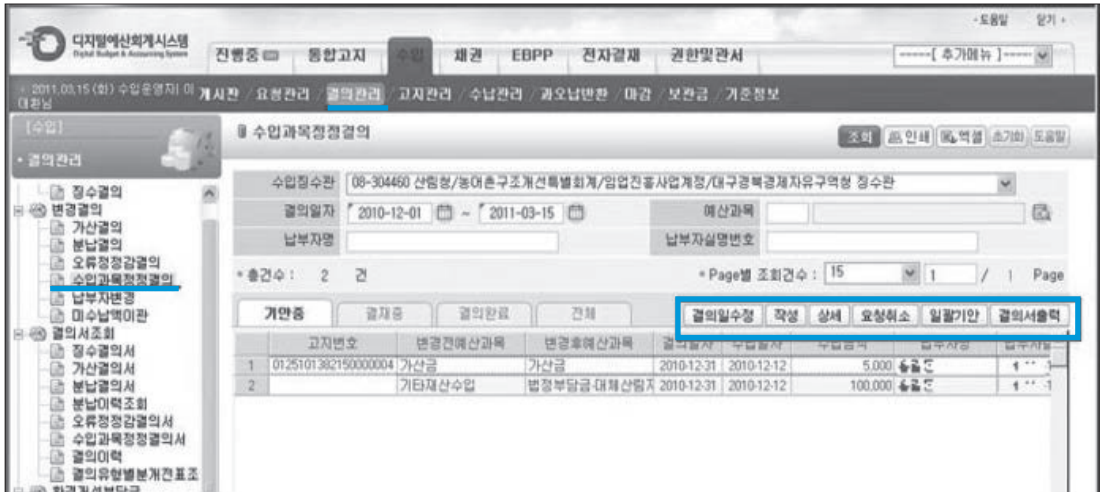 도움말 닫기
디지털예산회계시스템
Digital Budget & Accounting System
진행중 통합고지 수입 채권 EBPP 전자결재 권한및관서
-----[ 추가메뉴 ]-----
2011.03.15 (화) 수입운영자| 이
대환님
게시판 / 요청관리 / 결의관리 / 고지관리 / 수납관리 / 과오납반환 / 마감 / 보관금 / 기준정보
[수입]
• 결의관리
수입과목정정결의
조회 인쇄 엑셀 초기화 도움말
징수결의
변경결의
가산결의
분납결의
오류정정감결의
수입과목정정결의
납부자변경
미수납액이관
결의서조회
징수결의서
가산결의서
분납결의서
분납이력조회
오류정정감결의서
수입과목정정결의서
결의이력
결의유형별분개전표조
환경개선부담금
수입징수관 08-304460 산림청/농어촌구조개선특별회계/임업진흥사업계정/대구경북경제자유구역청 징수관
결의일자 2010-12-01 ~ 2011-03-15 예산과목
납부자명 납부자실명번호
총건수 : 2 건 Page별 조회건수 : 15 1 / 1 Page
기안중 결재중 결의완료 전체
결의일수정 작성 상세 요청취소 일괄기안 결의서출력
고지번호 변경전예산과목 변경후예산과목 결의일자 수납일자 수납금액 납부자명 납부자실
1 0125101382150000004 가산금 가산금 2010-12-31 2010-12-12 5,000
2 기타재산수입 법정부담금·대체산림자 2010-12-31 2010-12-12 100,000